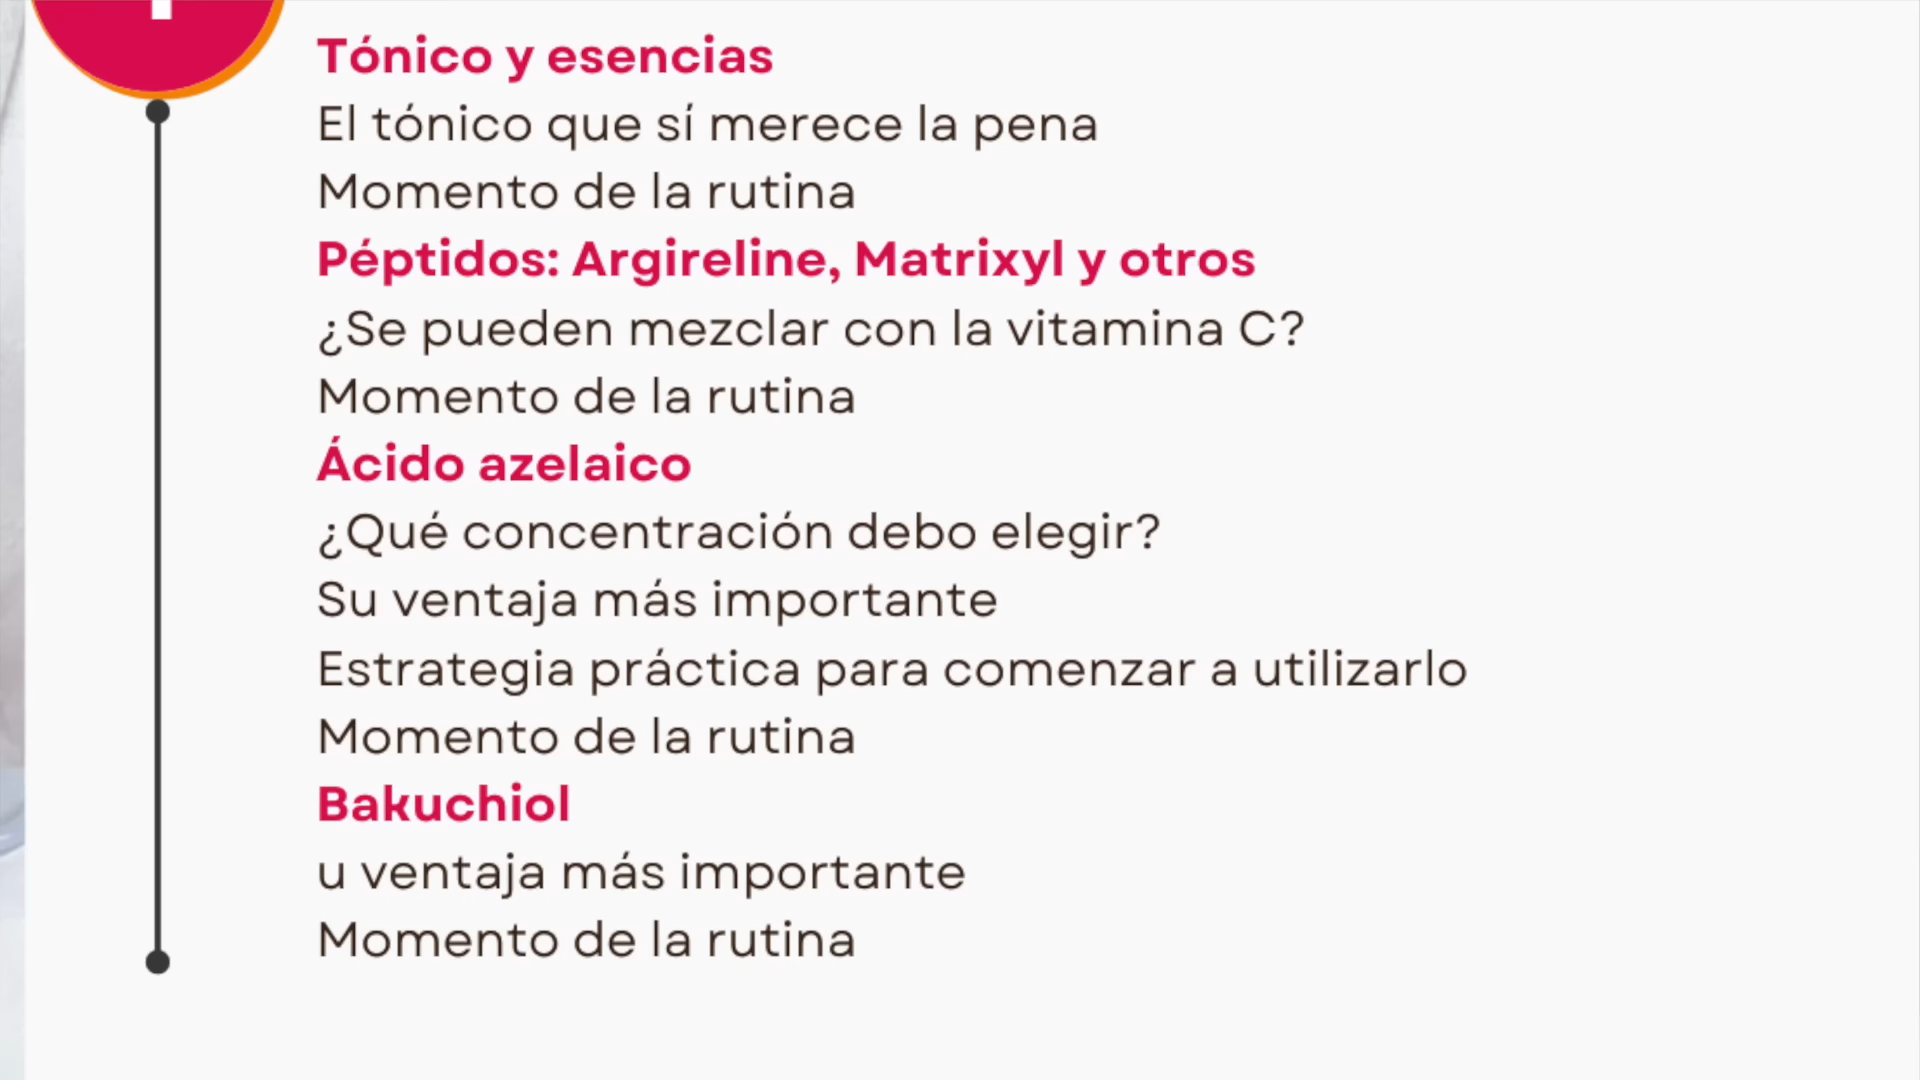 Tónico y esencias
El tónico que sí merece la pena
Momento de la rutina
Péptidos: Argireline, Matrixyl y otros
¿Se pueden mezclar con la vitamina C?
Momento de la rutina
Ácido azelaico
¿Qué concentración debo elegir?
Su ventaja más importante
Estrategia práctica para comenzar a utilizarlo
Momento de la rutina
Bakuchiol
u ventaja más importante
Momento de la rutina